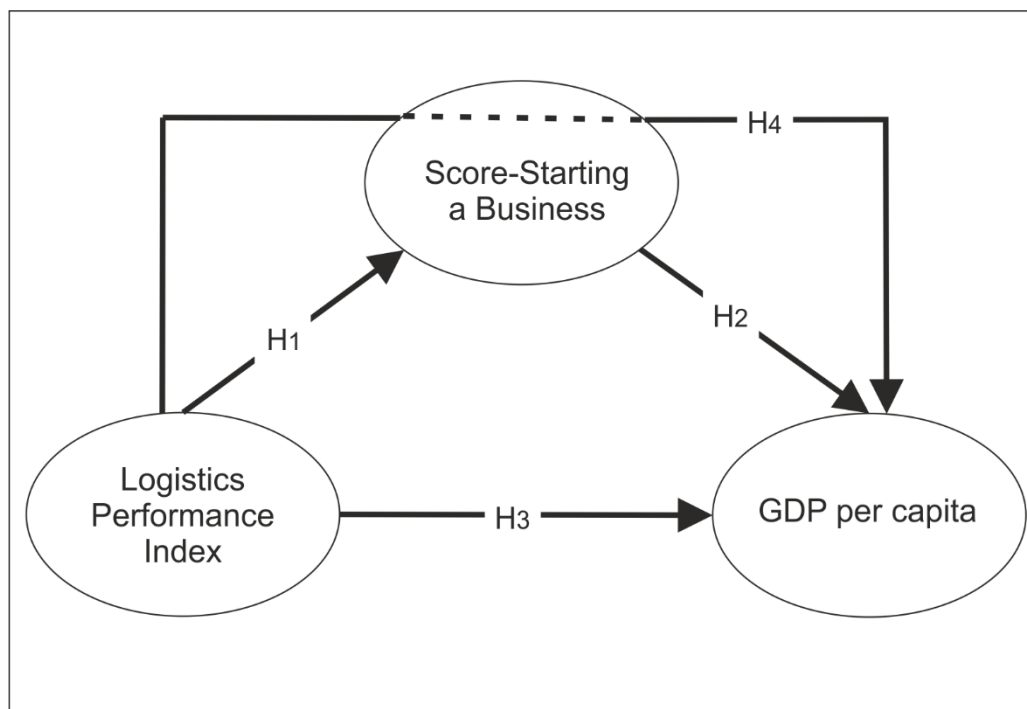 H4
Score-Starting
a Business
H2
H1
Logistics
Performance
Index
H3
GDP per capita